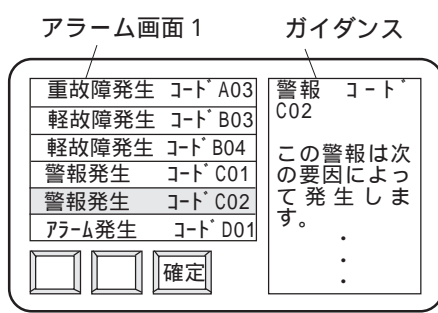 アラーム画面1
ガイダンス
重故障発生 ｺｰﾄﾞA03
軽故障発生 ｺｰﾄﾞB03
軽故障発生 ｺｰﾄﾞB04
警報発生 ｺｰﾄﾞC01
警報発生 ｺｰﾄﾞC02
ｱﾗｰﾑ発生 ｺｰﾄﾞD01
確定
警報 コードﾞ
C02
この警報は次
の要因によっ
て発生しま
す。
・
・
・